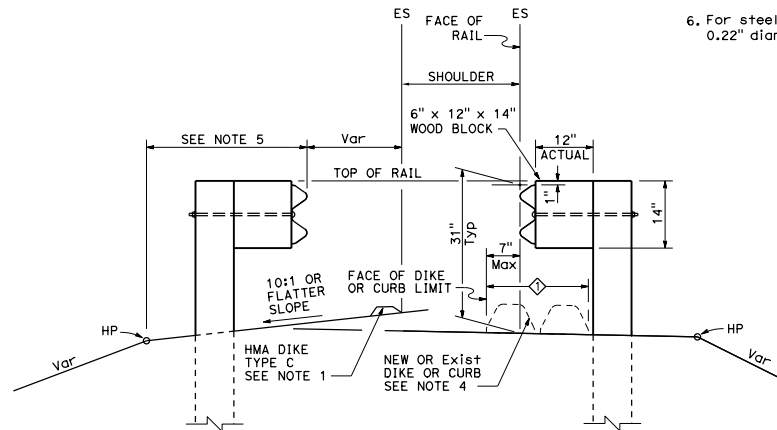 ES
FACE OF
RAIL
ES
6. For steel
0.22" diam
SHOULDER
6" x 12" x 14"
WOOD BLOCK
SEE NOTE 5
Var
12"
ACTUAL
TOP OF RAIL
1"
31"
Typ
14"
7"
Max
1
FACE OF DIKE
OR CURB LIMIT
10:1 OR
FLATTER
SLOPE
HP
HP
Var
Var
HMA DIKE
TYPE C
SEE NOTE 1
NEW OR Exist
DIKE OR CURB
SEE NOTE 4